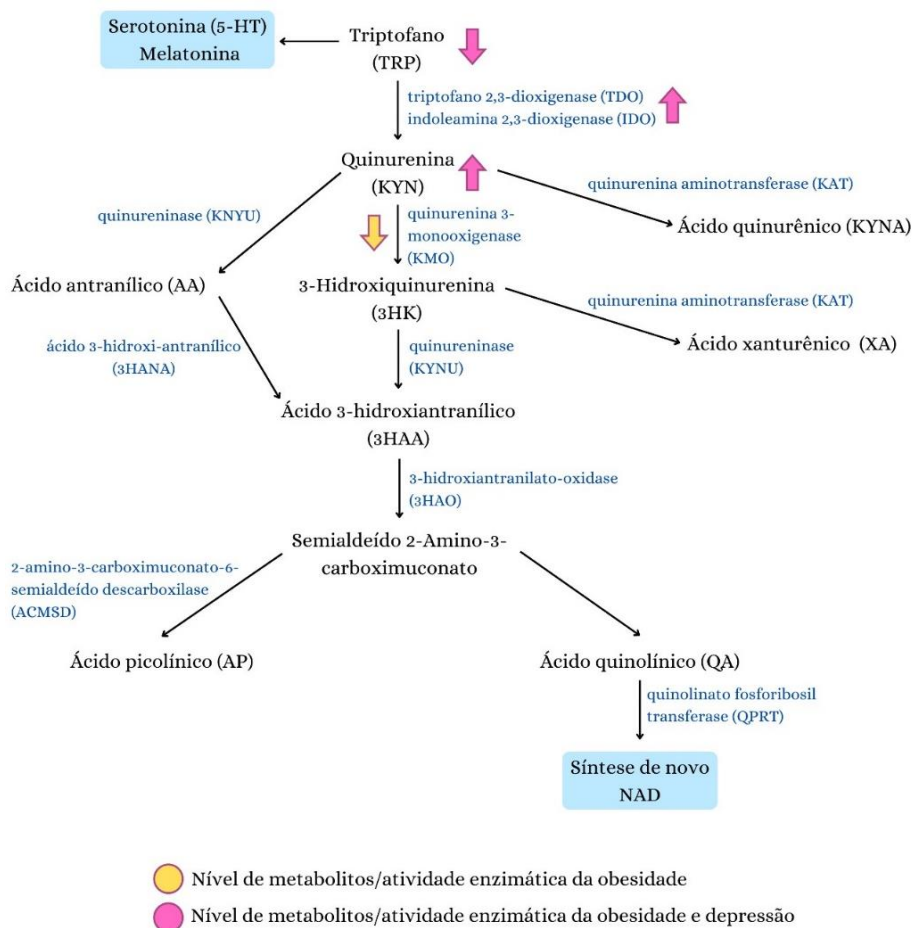 Serotonina (5-HT)
Melatonina
Triptofano
(TRP)
triptofano 2,3-dioxigenase (TDO)
indoleamina 2,3-dioxigenase (IDO)
Quinurenina
(KYN)
quinurenina aminotransferase (KAT)
Ácido quinurênico (KYNA)
quinureninase (KNYU)
quinurenina 3-
monooxigenase
(KMO)
Ácido antranílico (AA)
3-Hidroxiquinurenina
(3HK)
quinurenina aminotransferase (KAT)
Ácido xanturênico (XA)
ácido 3-hidroxi-antranílico
(3HANA)
quinureninase
(KYNU)
Ácido 3-hidroxiantranílico
(3HAA)
3-hidroxiantranilato-oxidase
(3HAO)
Semialdeído 2-Amino-3-
carboximuconato
2-amino-3-carboximuconato-6-
semialdeído descarboxilase
(ACMSD)
Ácido picolínico (AP)
Ácido quinolínico (QA)
quinolinato fosforibosil
transferase (QPRT)
Síntese de novo
NAD
Nível de metabolitos/atividade enzimática da obesidade
Nível de metabolitos/atividade enzimática da obesidade e depressão